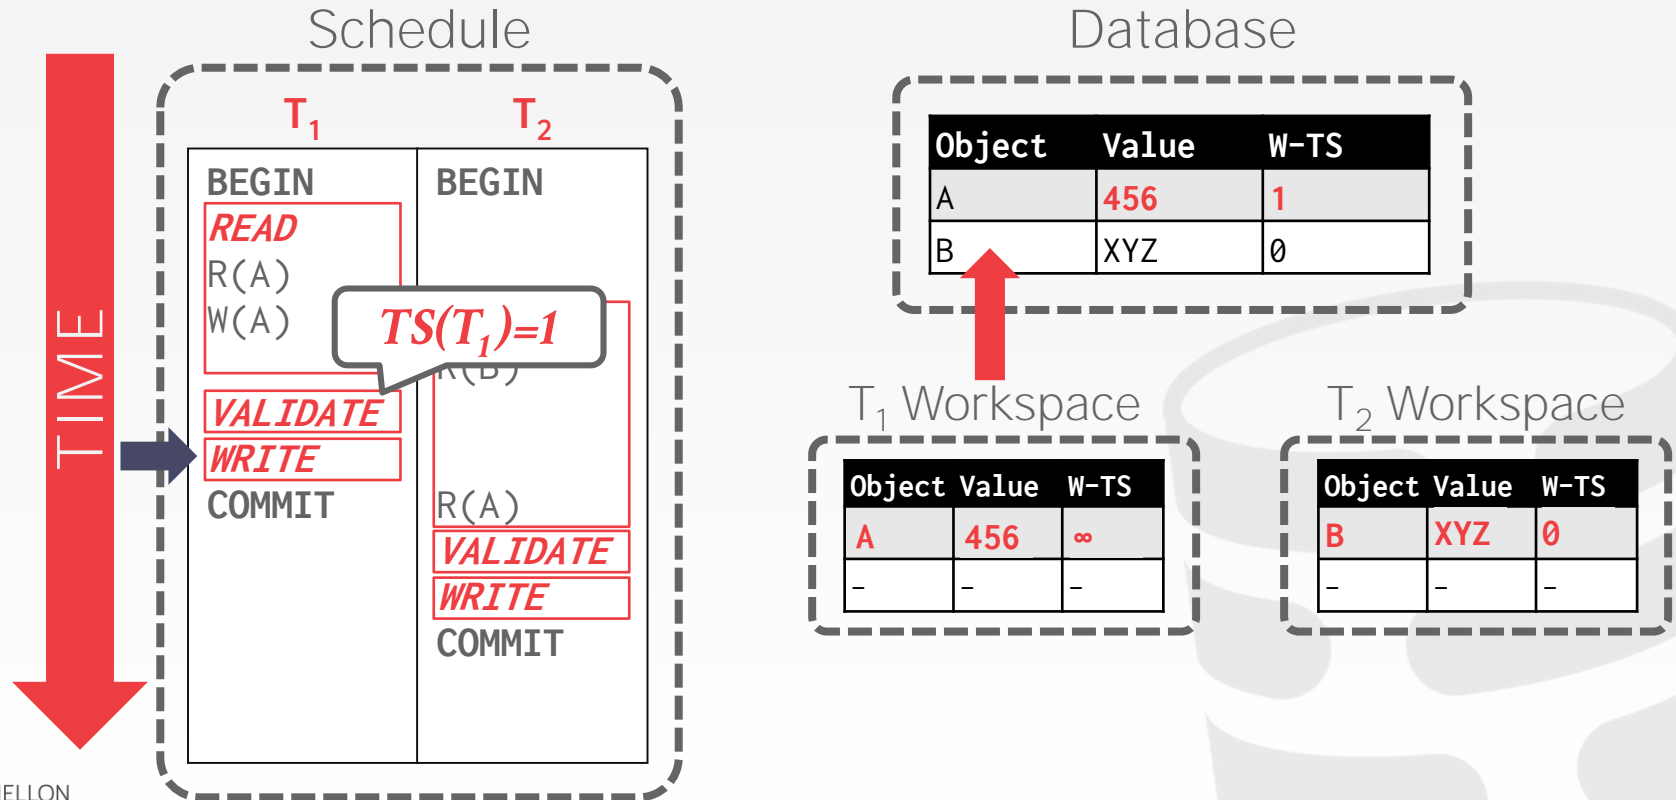 Schedule
TIME
T1
T2
BEGIN
READ
R(A)
W(A)
VALIDATE
WRITE
COMMIT
TS(T1)=1
BEGIN
R(B)
R(A)
VALIDATE
WRITE
COMMIT
Database
Object Value W-TS
A 456 1
B XYZ 0
T1 Workspace
Object Value W-TS
A 456 ∞
- - -
T2 Workspace
Object Value W-TS
B XYZ 0
- - -
ELLON